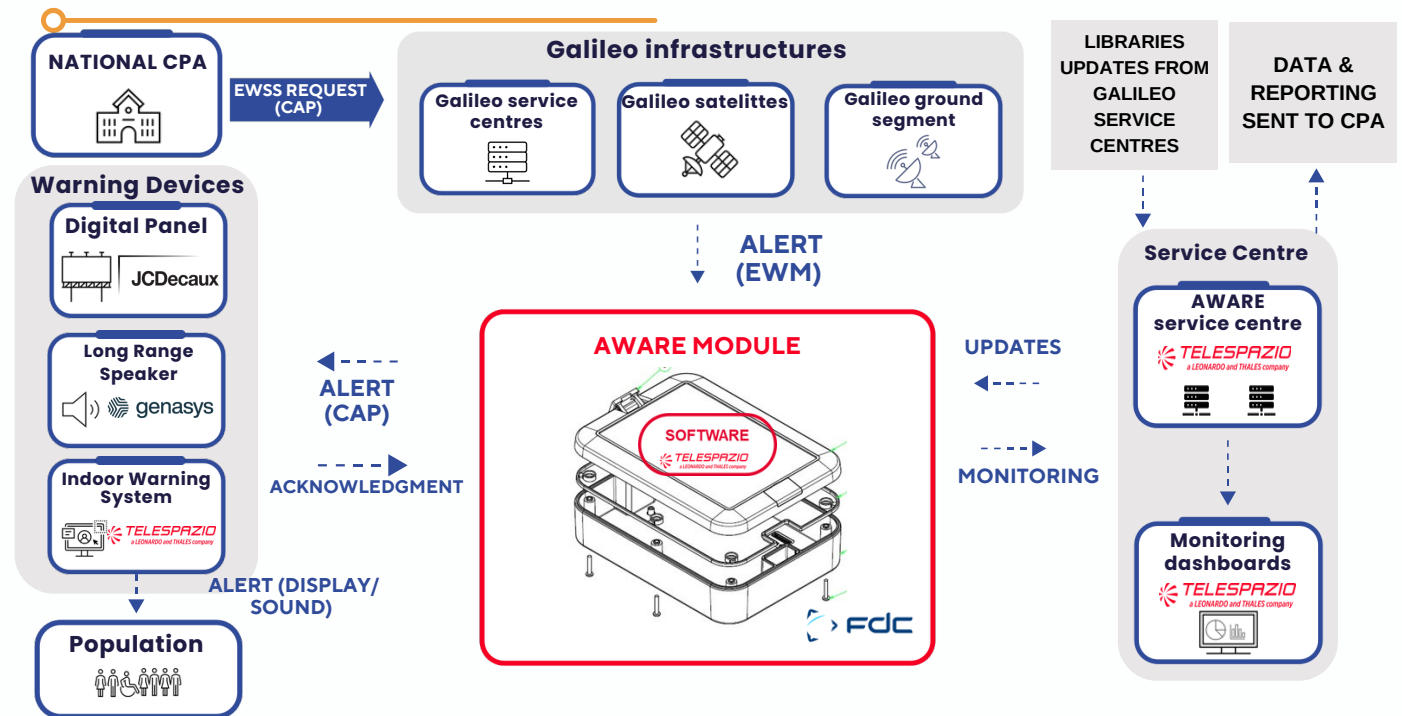 NATIONAL CPA
EWSS REQUEST
(CAP)
Galileo infrastructures
Galileo service
centres
Galileo satelittes
Galileo ground
segment
LIBRARIES
UPDATES FROM
GALILEO
SERVICE
CENTRES
DATA &
REPORTING
SENT TO CPA
Warning Devices
Digital Panel
JCDecaux
Long Range
Speaker
genasys
Indoor Warning
System
TELESPAZIO
a LEONARDO and THALES company
ALERT (DISPLAY/
SOUND)
Population
ALERT
(EWM)
ALERT
(CAP)
ACKNOWLEDGMENT
AWARE MODULE
SOFTWARE
TELESPAZIO
a LEONARDO and THALES company
FDC
UPDATES
MONITORING
Service Centre
AWARE
service centre
TELESPAZIO
a LEONARDO and THALES company
Monitoring
dashboards
TELESPAZIO
a LEONARDO and THALES company